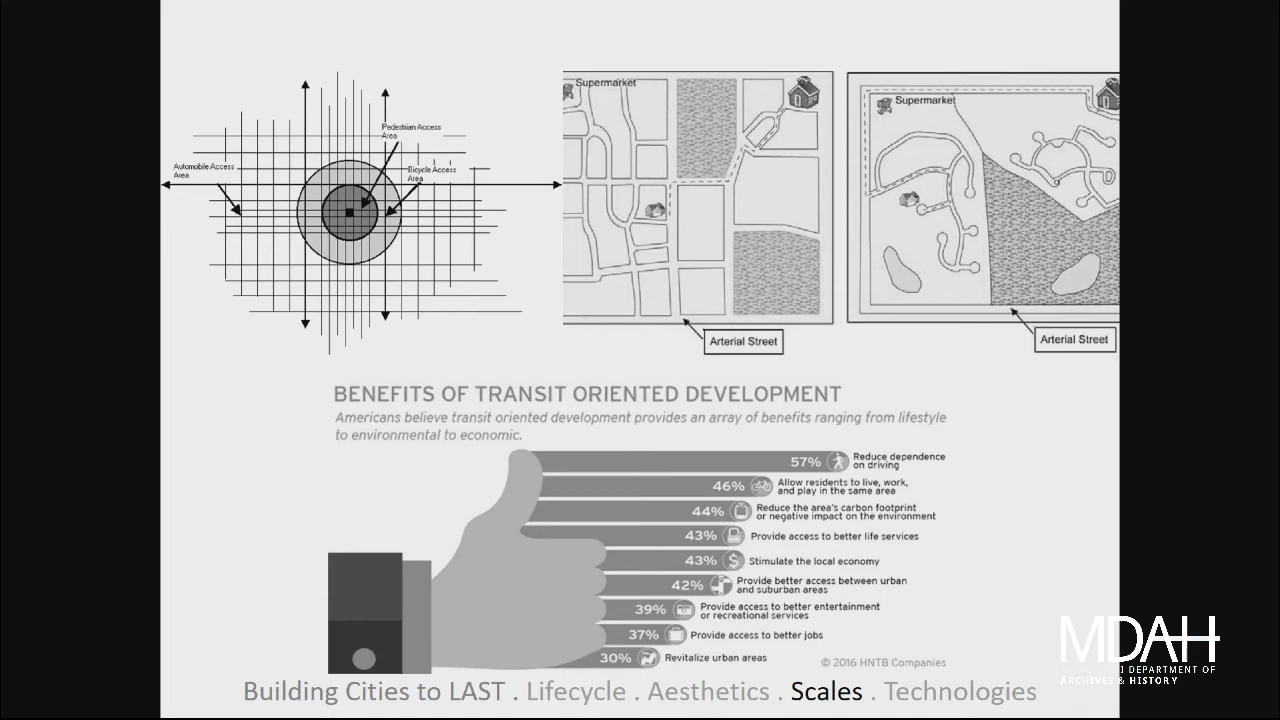 Pedestrian Access
Area
Automobile Access
Area
Bicycle Access
Area
Supermarket
Arterial Street
Supermarket
Arterial Street
BENEFITS OF TRANSIT ORIENTED DEVELOPMENT
Americans believe transit oriented development provides an array of benefits ranging from lifestyle
to environmental to economic.
57% Reduce dependence
on driving
46% Allow residents to live, work,
and play in the same area
44% Reduce the area's carbon footprint
or negative impact on the environment
43% Provide access to better life services
43% $ Stimulate the local economy
42% Provide better access between urban
and suburban areas
39% Provide access to better entertainment
or recreational services
37% Provide access to better jobs
30% Revitalize urban areas
© 2016 HNTB Companies
MDAH
I DEPARTMENT OF
ARCHIVES & HISTORY
Building Cities to LAST . Lifecycle . Aesthetics . Scales . Technologies